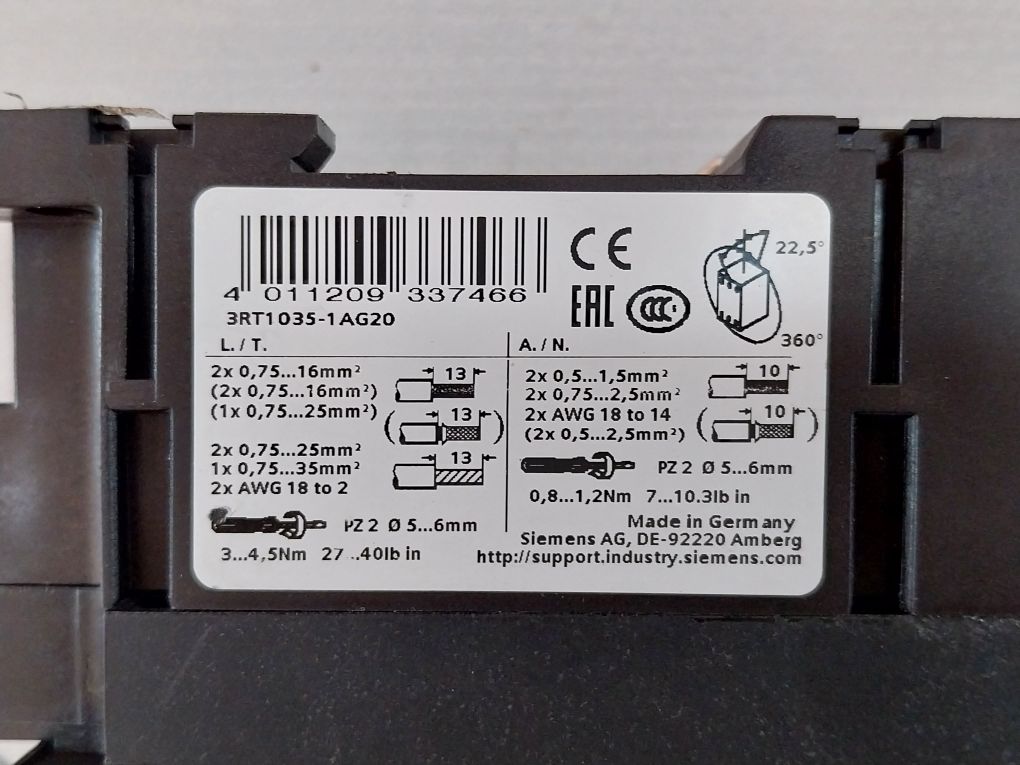 4 011209 337466
3RT1035-1AG20
CE
EAC
CCC
22,5°
360°
L. / T.
2x 0,75...16mm²
(2x 0,75...16mm²)
(1x 0,75...25mm²)
13
13
2x 0,75...25mm²
1x 0,75...35mm²
2x AWG 18 to 2
13
PZ 2 Ø 5...6mm
3...4,5Nm 27...40lb in
A. / N.
2x 0,5...1,5mm²
2x 0,75...2,5mm²
2x AWG 18 to 14
(2x 0,5...2,5mm²)
10
10
PZ 2 Ø 5...6mm
0,8...1,2Nm 7...10.3lb in
Made in Germany
Siemens AG, DE-92220 Amberg
http://support.industry.siemens.com